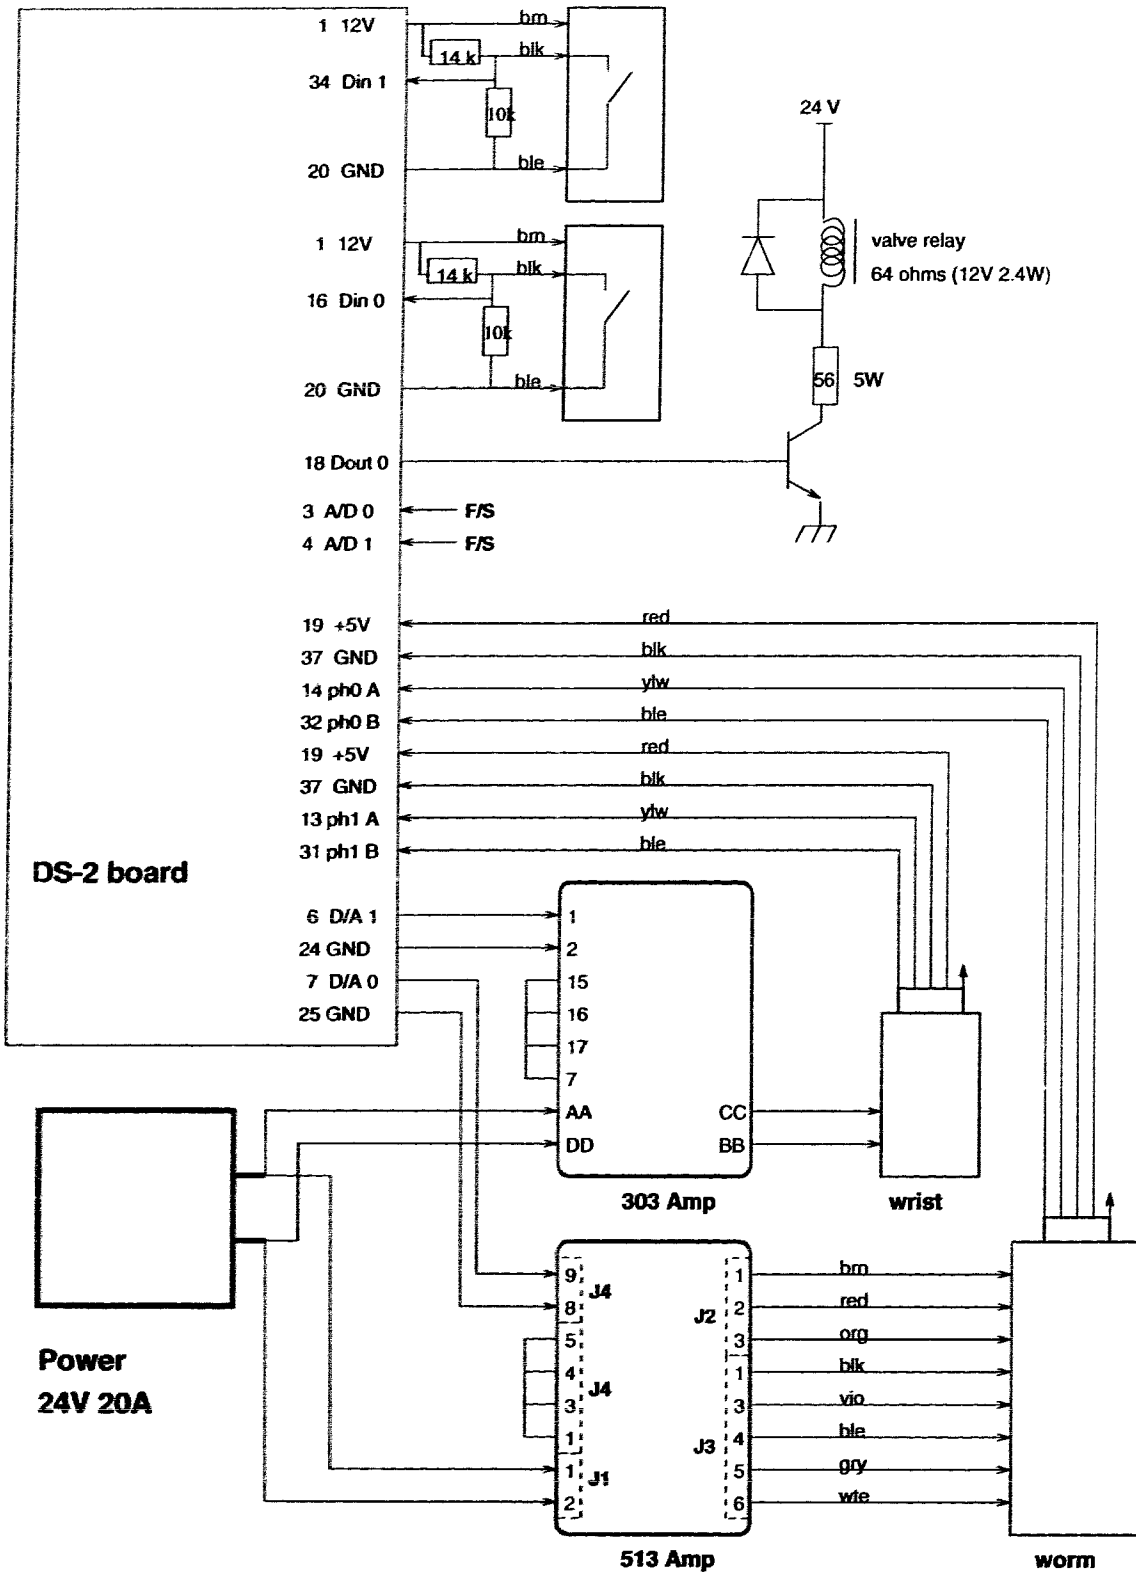 1 12V
brn
14 k
blk
34 Din 1
10k
20 GND
ble
24 V
valve relay
64 ohms (12V 2.4W)
1 12V
brn
14 k
blk
16 Din 0
10k
20 GND
ble
56 5W
18 Dout 0
3 A/D 0 F/S
4 A/D 1 F/S
19 +5V red
37 GND blk
14 ph0 A ylw
32 ph0 B ble
19 +5V red
37 GND blk
13 ph1 A ylw
31 ph1 B ble
DS-2 board
6 D/A 1 1
24 GND 2
7 D/A 0 15
25 GND 16
17
7
AA CC
DD BB
303 Amp
wrist
Power
24V 20A
9 J4 1 brn
8 J2 2 red
5 3 org
4 J4 1 blk
3 3 vio
1 J3 4 ble
1 J1 5 gry
2 6 wte
513 Amp
worm